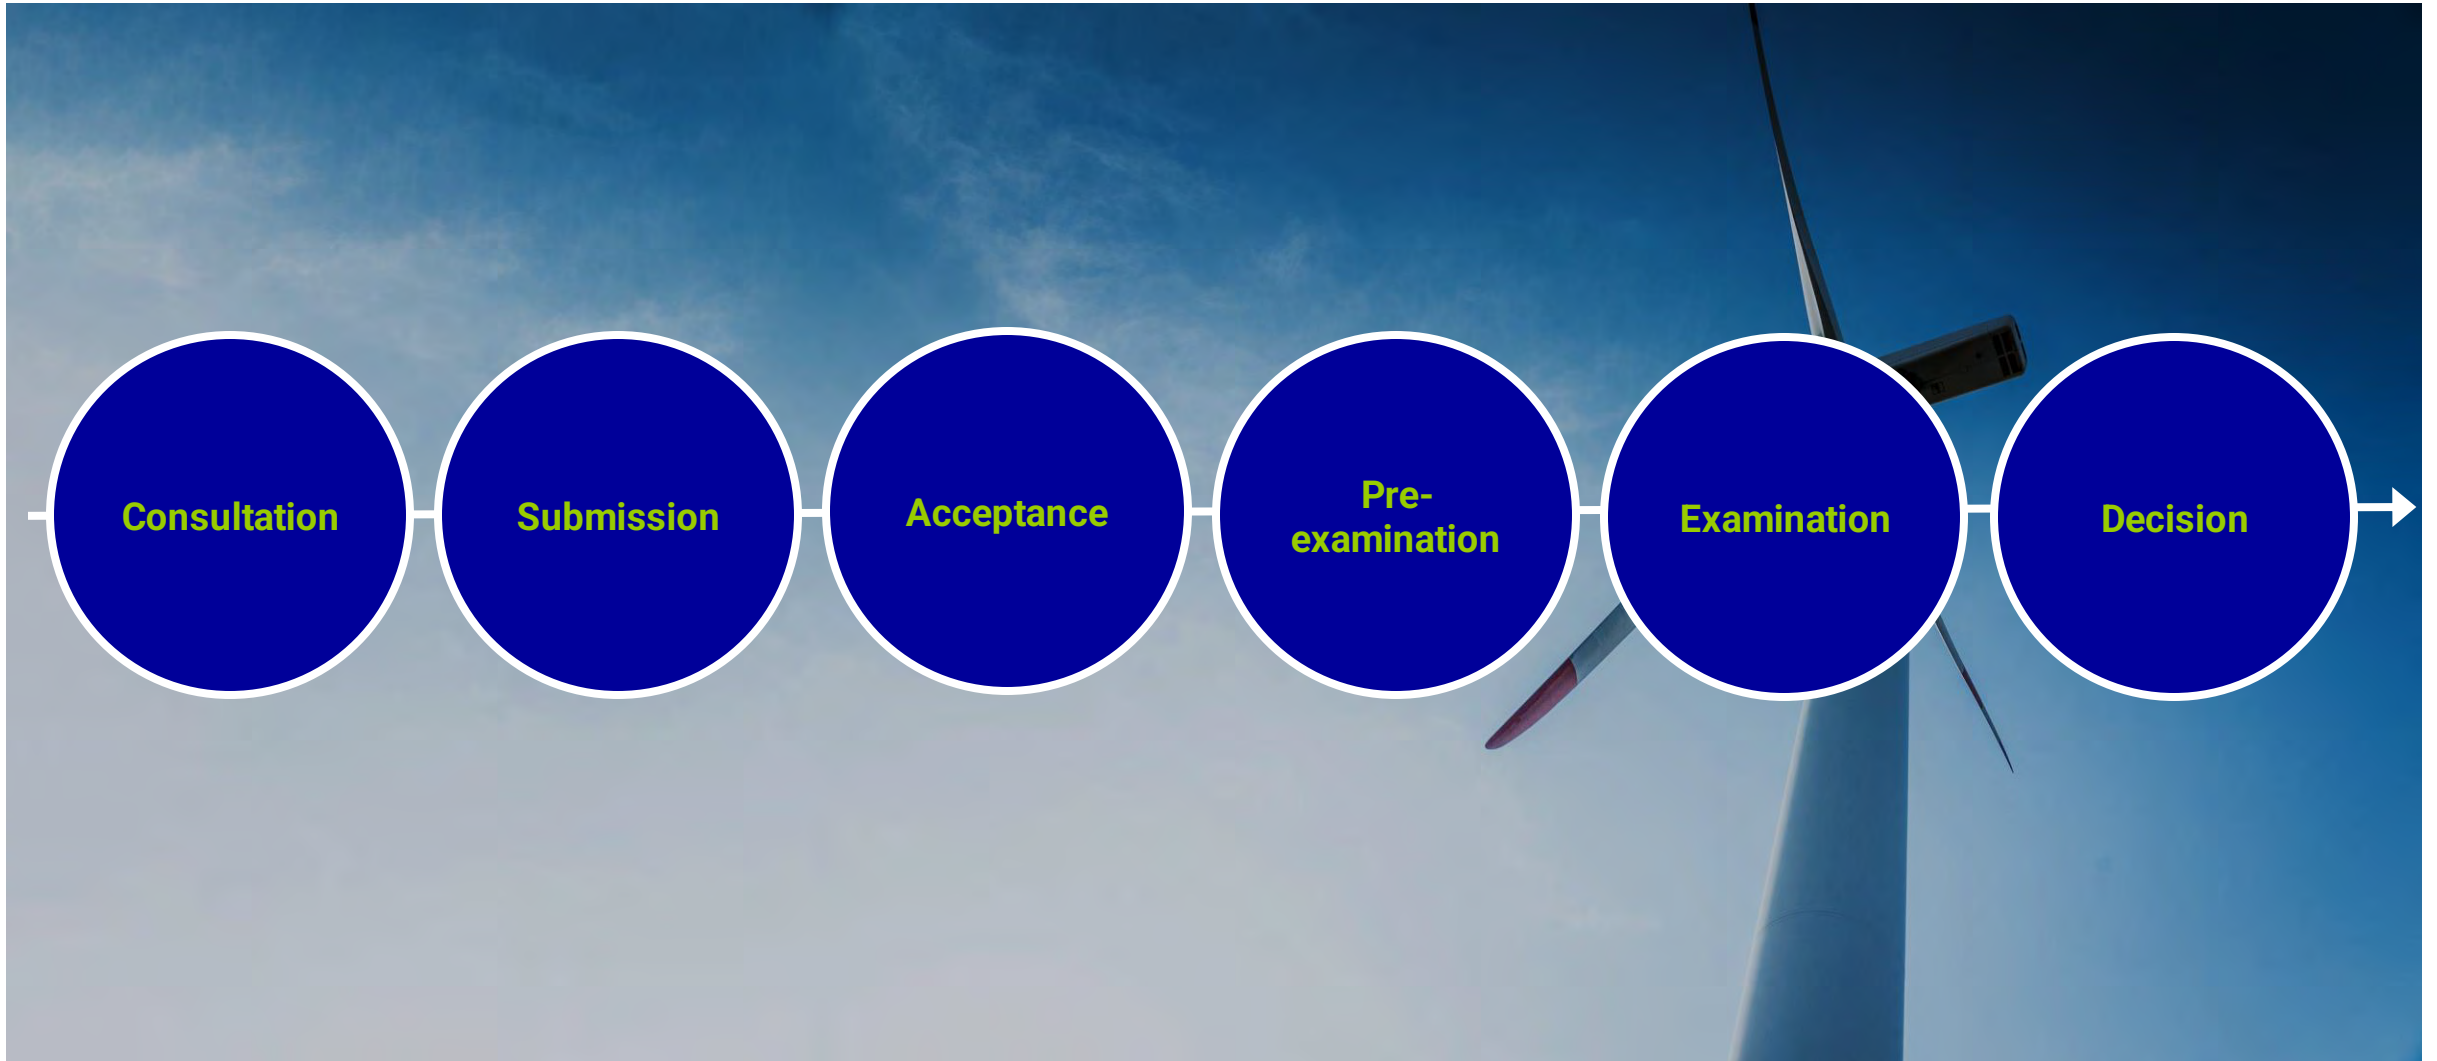 Consultation
Submission
Acceptance
Pre-
examination
Examination
Decision